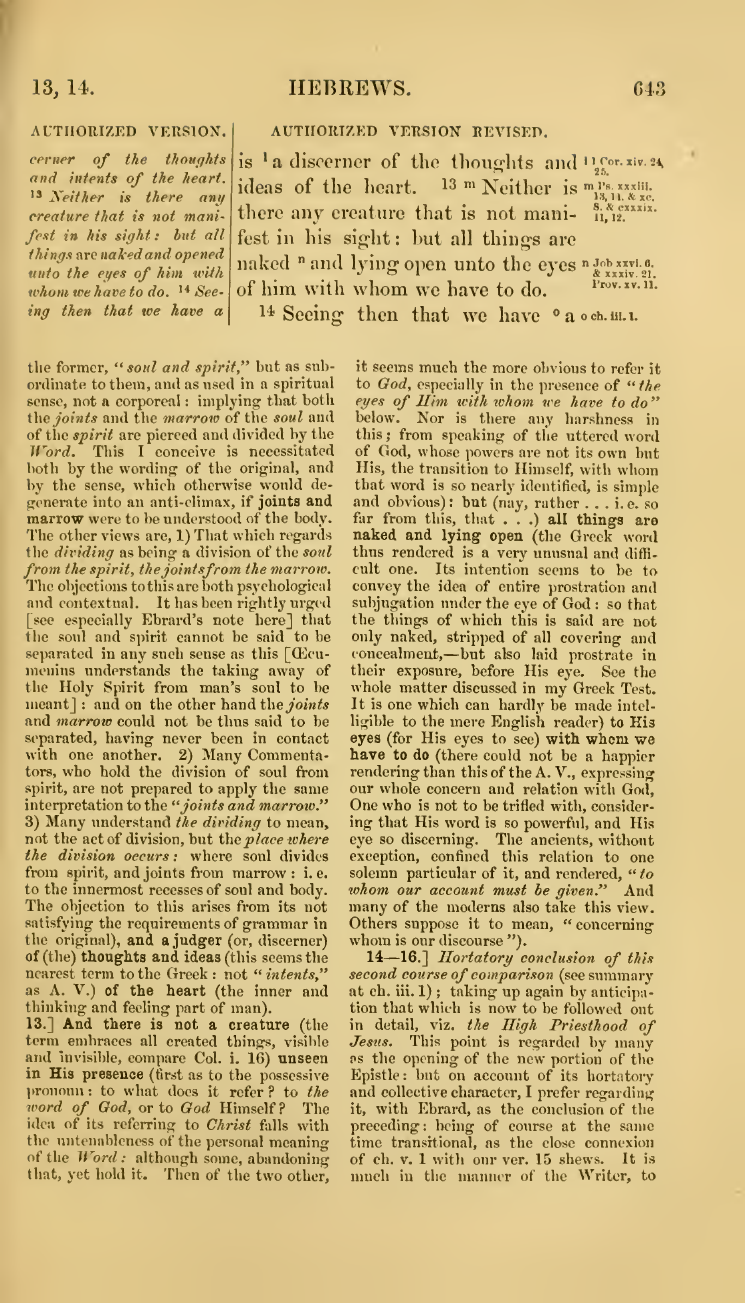 13, 14.
HEBREWS.
643
AUTHORIZED VERSION.
cerner of the thoughts
and intents of the heart.
13 Neither is there any
creature that is not mani-
fest in his sight: but all
things are naked and opened
unto the eyes of him with
whom we have to do. 14 See-
ing then that we have a
AUTHORIZED VERSION REVISED.
is l a discerner of the thoughts and
ideas of the heart. 13 m Neither is
there any creature that is not mani-
fest in his sight: but all things are
naked n and lying open unto the eyes
of him with whom we have to do.
14 Seeing then that we have o a
l 1 Cor. xiv. 24,
25.
m Ps. xxxiii.
13, 14. & xc.
8. & cxxxix.
11, 12.
n Job xxvi. 6.
& xxxiv. 21.
Prov. xv. 11.
o ch. iii. 1.
the former, "soul and spirit," but as sub-
ordinate to them, and as used in a spiritual
sense, not a corporeal: implying that both
the joints and the marrow of the soul and
of the spirit are pierced and divided by the
Word. This I conceive is necessitated
both by the wording of the original, and
by the sense, which otherwise would de-
generate into an anti-climax, if joints and
marrow were to be understood of the body.
The other views are, 1) That which regards
the dividing as being a division of the soul
from the spirit, the joints from the marrow.
The objections to this are both psychological
and contextual. It has been rightly urged
[see especially Ebrard's note here] that
the soul and spirit cannot be said to be
separated in any such sense as this [Œcu-
menius understands the taking away of
the Holy Spirit from man's soul to be
meant]: and on the other hand the joints
and marrow could not be thus said to be
separated, having never been in contact
with one another. 2) Many Commenta-
tors, who hold the division of soul from
spirit, are not prepared to apply the same
interpretation to the "joints and marrow."
3) Many understand the dividing to mean,
not the act of division, but the place where
the division occurs: where soul divides
from spirit, and joints from marrow: i. e.
to the innermost recesses of soul and body.
The objection to this arises from its not
satisfying the requirements of grammar in
the original), and a judger (or, discerner)
of (the) thoughts and ideas (this seems the
nearest term to the Greek: not "intents,"
as A. V.) of the heart (the inner and
thinking and feeling part of man).
13.] And there is not a creature (the
term embraces all created things, visible
and invisible, compare Col. i. 16) unseen
in His presence (first as to the possessive
pronoun: to what does it refer? to the
word of God, or to God Himself? The
idea of its referring to Christ falls with
the untenableness of the personal meaning
of the Word: although some, abandoning
that, yet hold it. Then of the two other,
it seems much the more obvious to refer it
to God, especially in the presence of "the
eyes of Him with whom we have to do"
below. Nor is there any harshness in
this; from speaking of the uttered word
of God, whose powers are not its own but
His, the transition to Himself, with whom
that word is so nearly identified, is simple
and obvious): but (nay, rather . . . i. e. so
far from this, that . . .) all things are
naked and lying open (the Greek word
thus rendered is a very unusual and diffi-
cult one. Its intention seems to be to
convey the idea of entire prostration and
subjugation under the eye of God: so that
the things of which this is said are not
only naked, stripped of all covering and
concealment,—but also laid prostrate in
their exposure, before His eye. See the
whole matter discussed in my Greek Test.
It is one which can hardly be made intel-
ligible to the mere English reader) to His
eyes (for His eyes to see) with whom we
have to do (there could not be a happier
rendering than this of the A. V., expressing
our whole concern and relation with God,
One who is not to be trifled with, consider-
ing that His word is so powerful, and His
eye so discerning. The ancients, without
exception, confined this relation to one
solemn particular of it, and rendered, "to
whom our account must be given." And
many of the moderns also take this view.
Others suppose it to mean, "concerning
whom is our discourse").
14—16.] Hortatory conclusion of this
second course of comparison (see summary
at ch. iii. 1); taking up again by anticipa-
tion that which is now to be followed out
in detail, viz. the High Priesthood of
Jesus. This point is regarded by many
as the opening of the new portion of the
Epistle: but on account of its hortatory
and collective character, I prefer regarding
it, with Ebrard, as the conclusion of the
preceding: being of course at the same
time transitional, as the close connexion
of ch. v. 1 with our ver. 15 shews. It is
much in the manner of the Writer, to